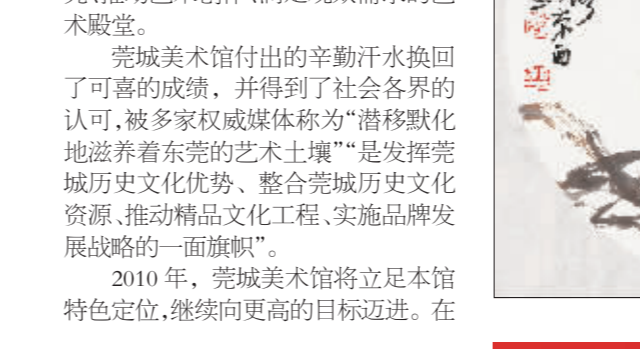 术殿堂。
莞城美术馆付出的辛勤汗水换回
了可喜的成绩，并得到了社会各界的
认可,被多家权威媒体称为“潜移默化
地滋养着东莞的艺术土壤”“是发挥莞
城历史文化优势、整合莞城历史文化
资源、推动精品文化工程、实施品牌发
展战略的一面旗帜”。
2010 年，莞城美术馆将立足本馆
特色定位,继续向更高的目标迈进。在